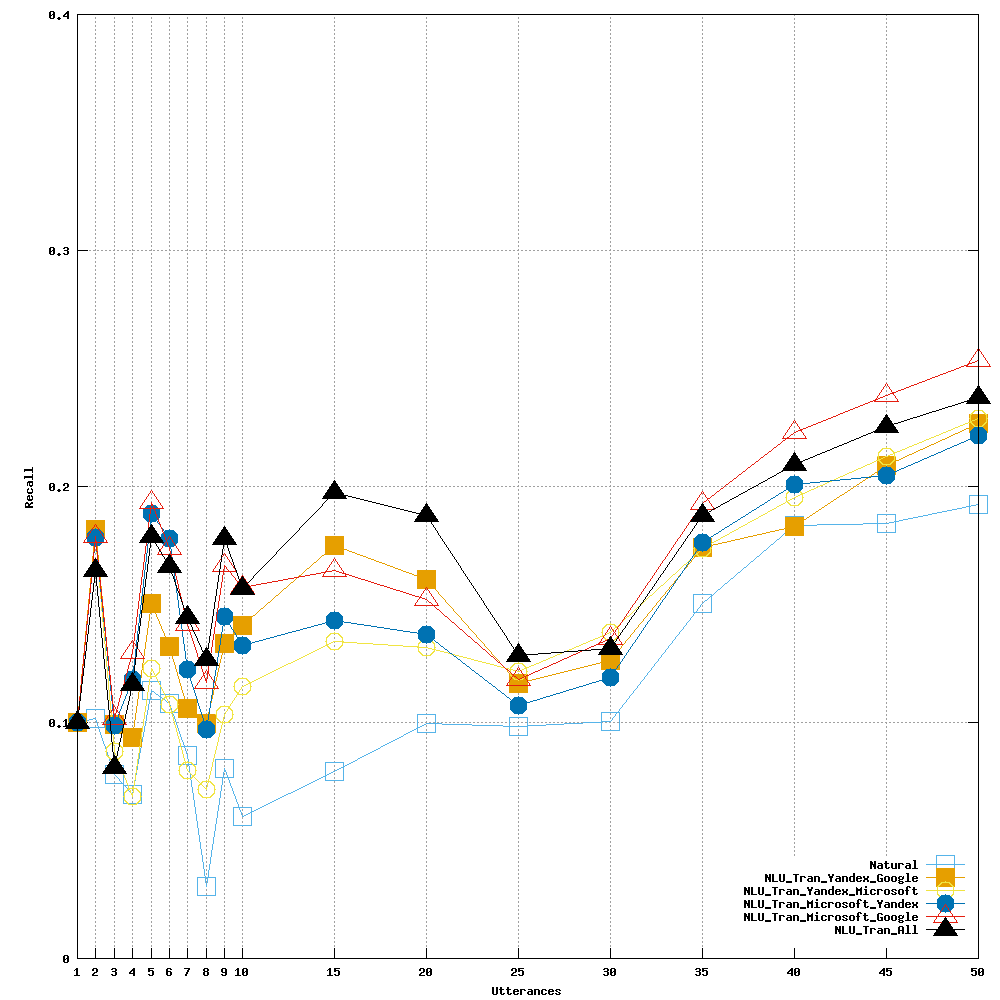 0.4
0.3
0.2
0.1
0
Recall
1 2 3 4 5 6 7 8 9 10 15 20 25 30 35 40 45 50
Utterances
Natural
NLU_Tran_Yandex_Google
NLU_Tran_Yandex_Microsoft
NLU_Tran_Microsoft_Yandex
NLU_Tran_Microsoft_Google
NLU_Tran_All